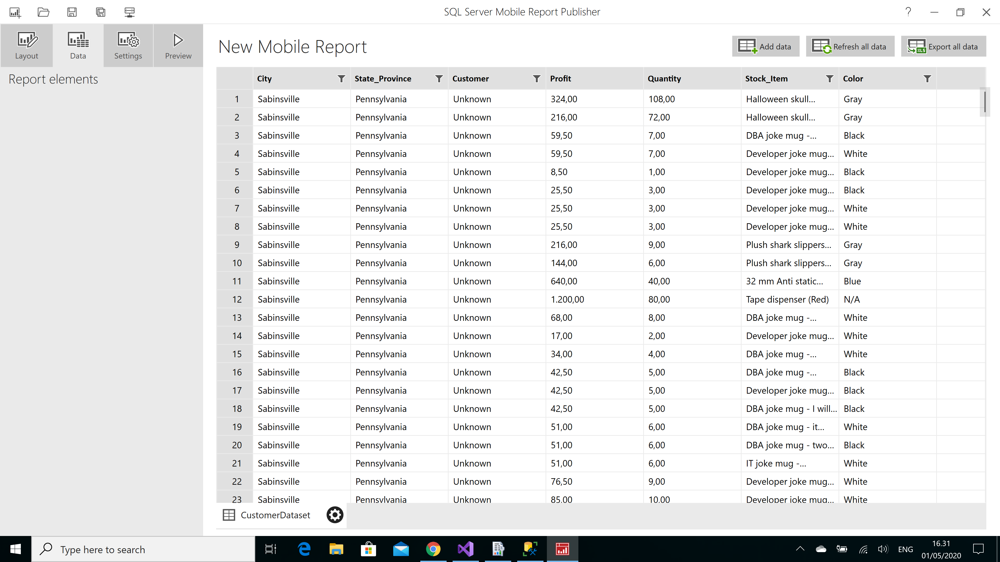 SQL Server Mobile Report Publisher
Layout Data Settings Preview
New Mobile Report
Add data Refresh all data Export all data
XLS
Report elements
City State_Province Customer Profit Quantity Stock_Item Color
1 Sabinsville Pennsylvania Unknown 324,00 108,00 Halloween skull... Gray
2 Sabinsville Pennsylvania Unknown 216,00 72,00 Halloween skull... Gray
3 Sabinsville Pennsylvania Unknown 59,50 7,00 DBA joke mug -... Black
4 Sabinsville Pennsylvania Unknown 59,50 7,00 Developer joke mug... White
5 Sabinsville Pennsylvania Unknown 8,50 1,00 Developer joke mug... Black
6 Sabinsville Pennsylvania Unknown 25,50 3,00 Developer joke mug... Black
7 Sabinsville Pennsylvania Unknown 25,50 3,00 Developer joke mug... White
8 Sabinsville Pennsylvania Unknown 25,50 3,00 Developer joke mug... White
9 Sabinsville Pennsylvania Unknown 216,00 9,00 Plush shark slippers... Gray
10 Sabinsville Pennsylvania Unknown 144,00 6,00 Plush shark slippers... Gray
11 Sabinsville Pennsylvania Unknown 640,00 40,00 32 mm Anti static... Blue
12 Sabinsville Pennsylvania Unknown 1.200,00 80,00 Tape dispenser (Red) N/A
13 Sabinsville Pennsylvania Unknown 68,00 8,00 DBA joke mug -... White
14 Sabinsville Pennsylvania Unknown 17,00 2,00 Developer joke mug... White
15 Sabinsville Pennsylvania Unknown 34,00 4,00 DBA joke mug -... White
16 Sabinsville Pennsylvania Unknown 42,50 5,00 DBA joke mug -... Black
17 Sabinsville Pennsylvania Unknown 42,50 5,00 Developer joke mug... Black
18 Sabinsville Pennsylvania Unknown 42,50 5,00 DBA joke mug - I will... Black
19 Sabinsville Pennsylvania Unknown 51,00 6,00 DBA joke mug - it... White
20 Sabinsville Pennsylvania Unknown 51,00 6,00 DBA joke mug - two... Black
21 Sabinsville Pennsylvania Unknown 51,00 6,00 IT joke mug -... White
22 Sabinsville Pennsylvania Unknown 76,50 9,00 Developer joke mug... White
23 Sabinsville Pennsylvania Unknown 85,00 10,00 Developer joke mug... White
CustomerDataset
Type here to search
ENG
16.31
01/05/2020